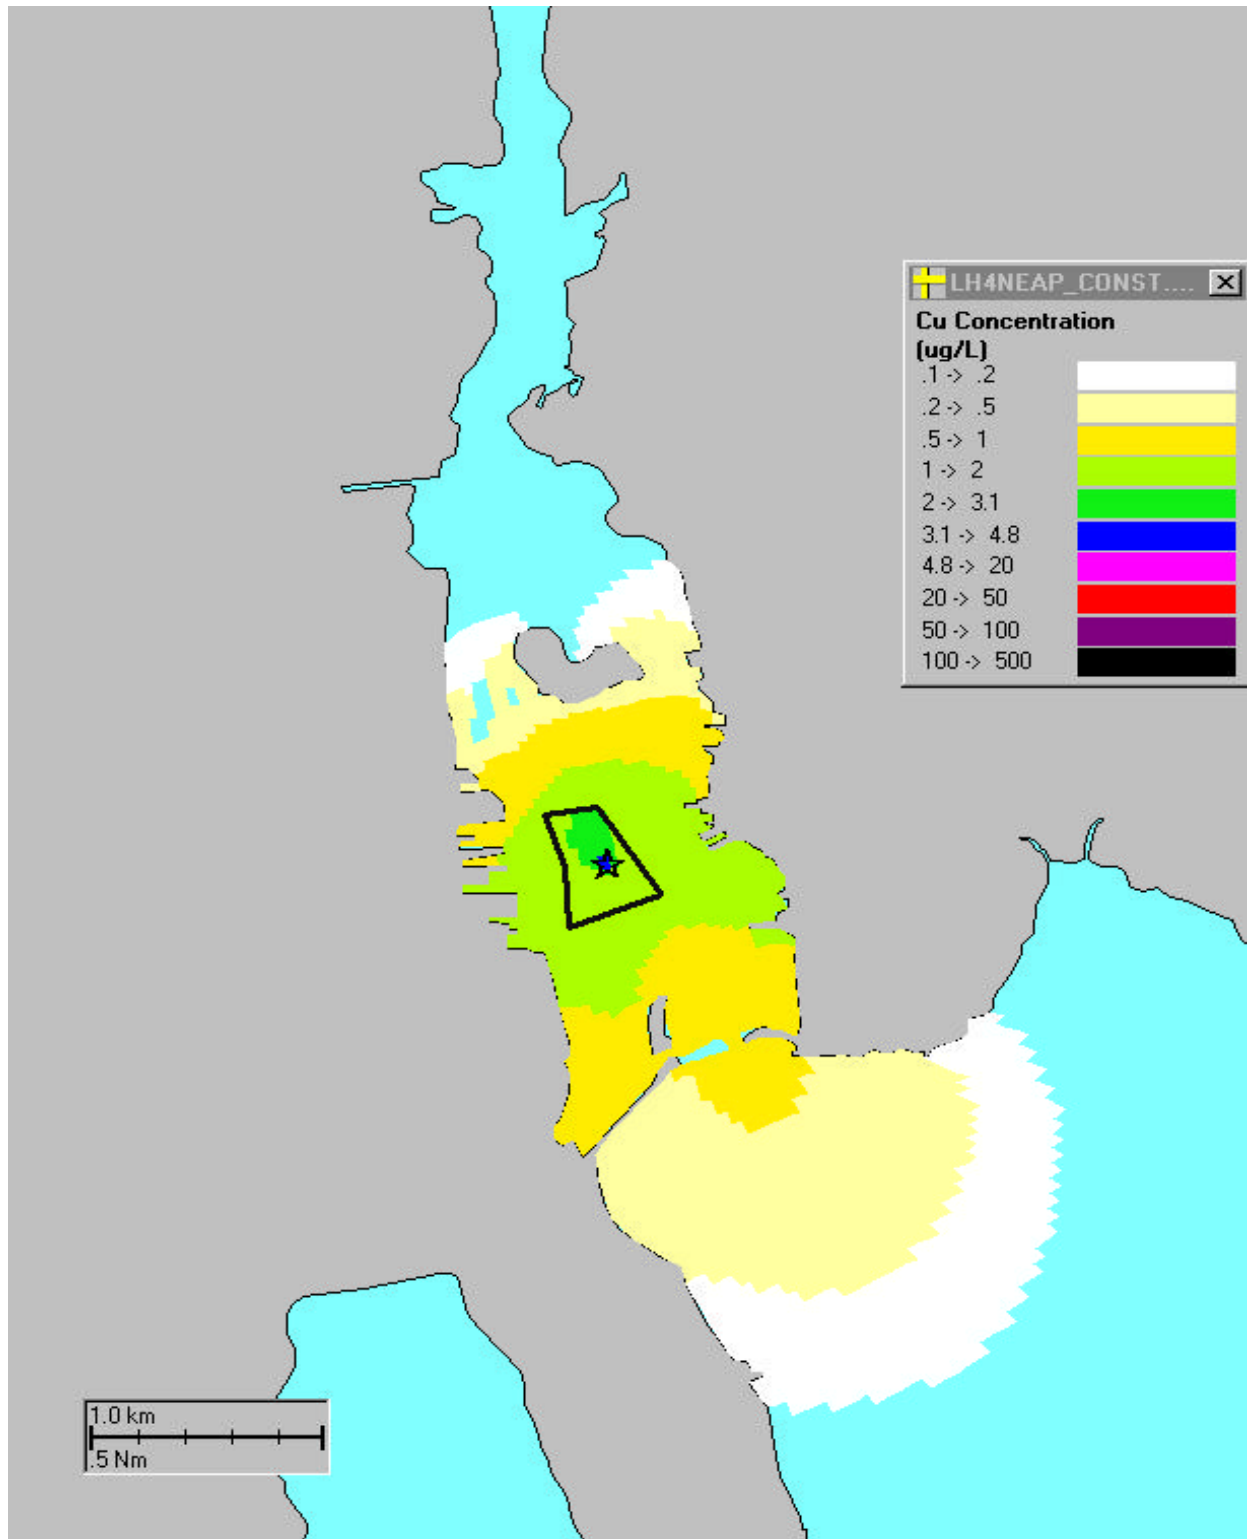 LH4NEAP_CONST....
Cu Concentration
(ug/L)
.1 -> .2
.2 -> .5
.5 -> 1
1 -> 2
2 -> 3.1
3.1 -> 4.8
4.8 -> 20
20 -> 50
50 -> 100
100 -> 500
1.0 km
.5 Nm